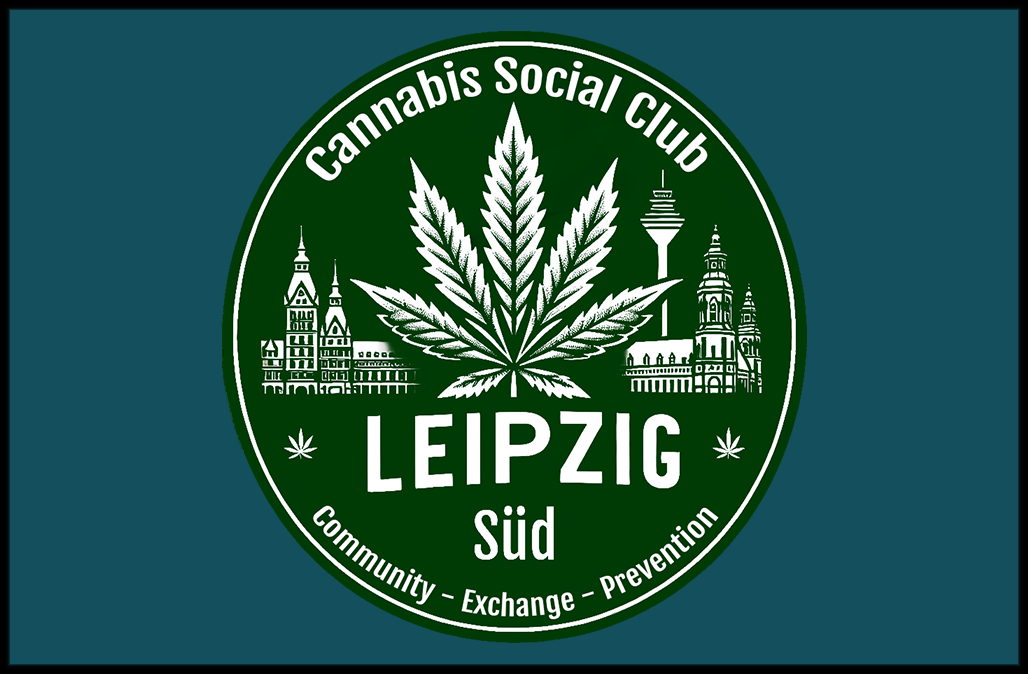 Cannabis Social Club
LEIPZIG
Süd
Community - Exchange - Prevention